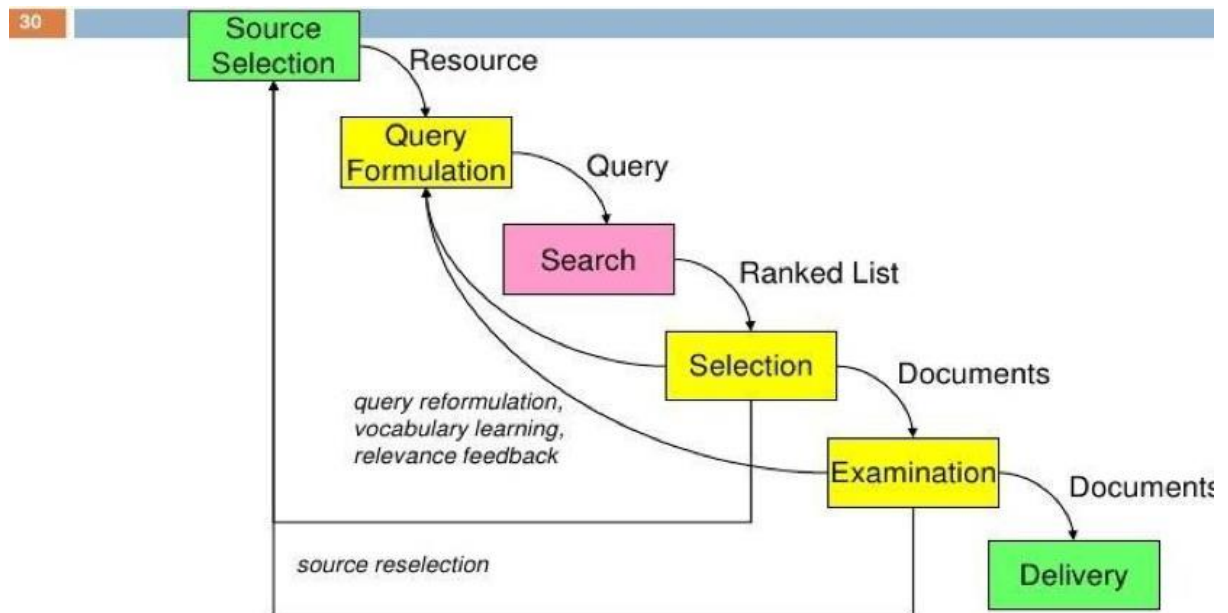 30
Source
Selection
Resource
Query
Formulation
Query
Search
Ranked List
Selection
Documents
query reformulation,
vocabulary learning,
relevance feedback
Examination
Documents
source reselection
Delivery